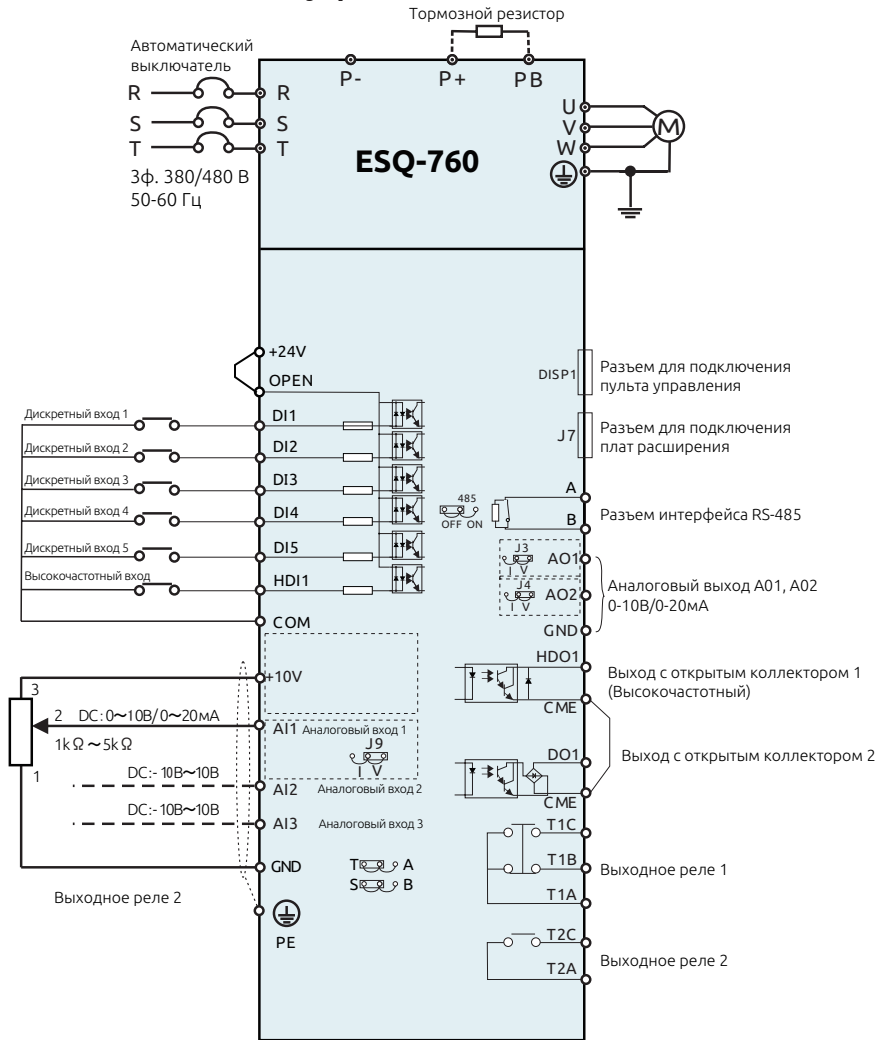 Тормозной резистор
Автоматический
выключатель
P-
P+
PB
R
R
S
S
T
T
3ф. 380/480 В
50-60 Гц
ESQ-760
U
V
W
M
+24V
OPEN
DISP1
Разъем для подключения
пульта управления
Дискретный вход 1
DI1
J7
Разъем для подключения
плат расширения
Дискретный вход 2
DI2
Дискретный вход 3
DI3
Дискретный вход 4
DI4
485
OFF ON
A
B
Разъем интерфейса RS-485
Дискретный вход 5
DI5
J3
I V
AO1
Высокочастотный вход
HDI1
J4
I V
AO2
Аналоговый выход A01, A02
0-10В/0-20мА
COM
GND
HDO1
Выход с открытым коллектором 1
(Высокочастотный)
CME
+10V
3
2 DC:0～10В/0～20мА
1kΩ～5kΩ
1
AI1 Аналоговый вход 1
J9
I V
DO1
Выход с открытым коллектором 2
CME
DC:-10В～10В
AI2 Аналоговый вход 2
DC:-10В～10В
AI3 Аналоговый вход 3
T1C
T1B
T1A
Выходное реле 1
GND
T A
S B
Выходное реле 2
PE
T2C
T2A
Выходное реле 2